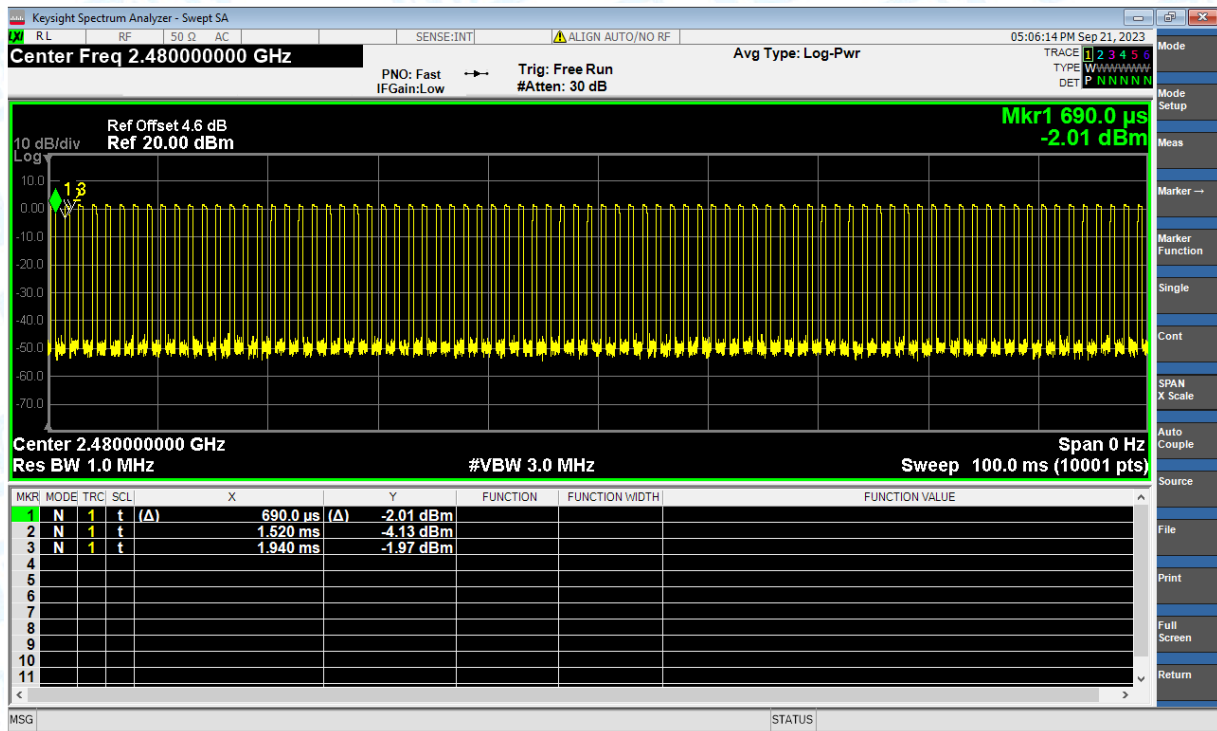 Keysight Spectrum Analyzer - Swept SA
LXI RL RF 50 Ω AC SENSE:INT ALIGN AUTO/NO RF 05:06:14 PM Sep 21, 2023
Center Freq 2.480000000 GHz
PNO: Fast
IFGain:Low
Trig: Free Run
#Atten: 30 dB
Avg Type: Log-Pwr
TRACE 1 2 3 4 5 6
TYPE WWWWWW
DET P N N N N N
Mkr1 690.0 µs
-2.01 dBm
Ref Offset 4.6 dB
10 dB/div Ref 20.00 dBm
Log
10.0
0.00
-10.0
-20.0
-30.0
-40.0
-50.0
-60.0
-70.0
1 3
Center 2.480000000 GHz Span 0 Hz
Res BW 1.0 MHz #VBW 3.0 MHz Sweep 100.0 ms (10001 pts)
MKR MODE TRC SCL X Y FUNCTION FUNCTION WIDTH FUNCTION VALUE
1 N 1 t (Δ) 690.0 µs (Δ) -2.01 dBm
2 N 1 t 1.520 ms -4.13 dBm
3 N 1 t 1.940 ms -1.97 dBm
4
5
6
7
8
9
10
11
MSG STATUS
Mode
Mode
Setup
Meas
Marker →
Marker
Function
Single
Cont
SPAN
X Scale
Auto
Couple
Source
File
Print
Full
Screen
Return